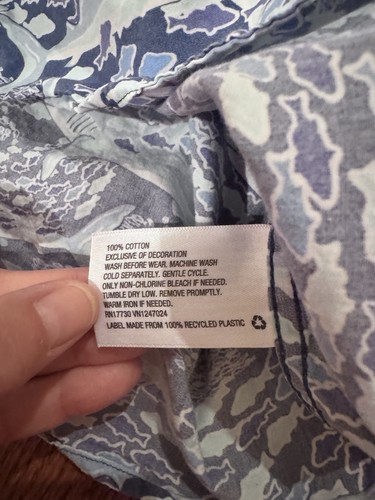 100% COTTON
EXCLUSIVE OF DECORATION
WASH BEFORE WEAR. MACHINE WASH
COLD SEPARATELY. GENTLE CYCLE.
ONLY NON-CHLORINE BLEACH IF NEEDED.
TUMBLE DRY LOW. REMOVE PROMPTLY.
WARM IRON IF NEEDED.
RN17730 VN1247024
LABEL MADE FROM 100% RECYCLED PLASTIC